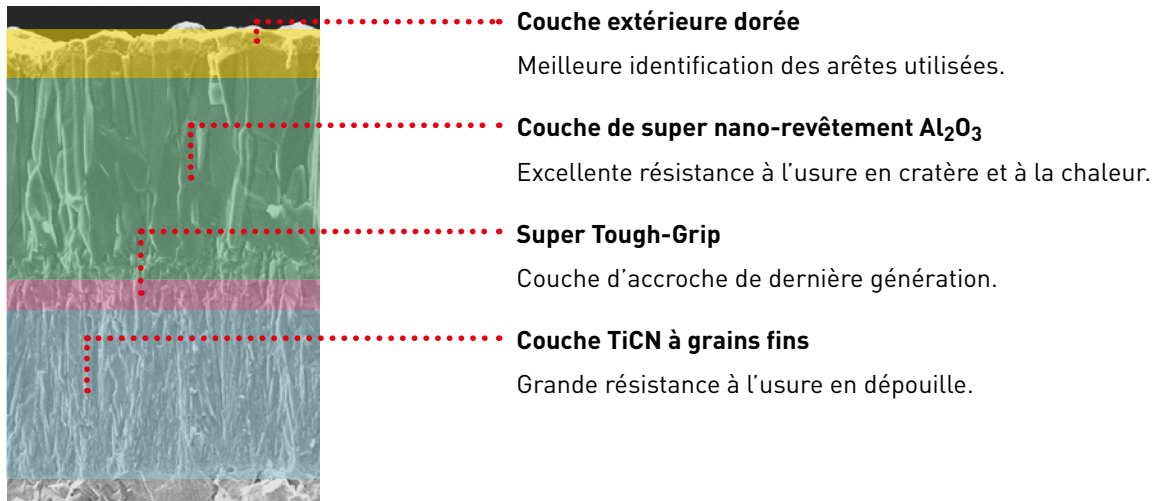 Couche extérieure dorée
Meilleure identification des arêtes utilisées.
Couche de super nano-revêtement Al₂O₃
Excellente résistance à l’usure en cratère et à la chaleur.
Super Tough-Grip
Couche d’accroche de dernière génération.
Couche TiCN à grains fins
Grande résistance à l’usure en dépouille.